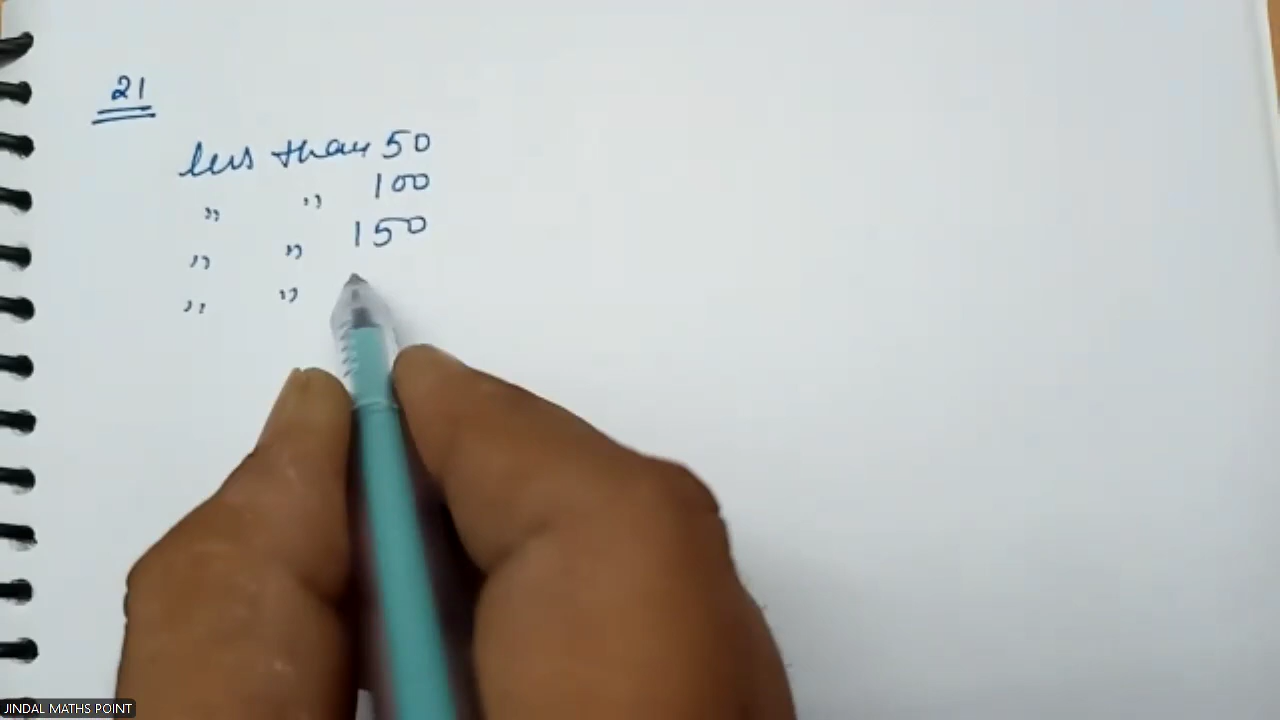 21
less than 50
" " 100
" " 150
" "
JINDAL MATHS POINT